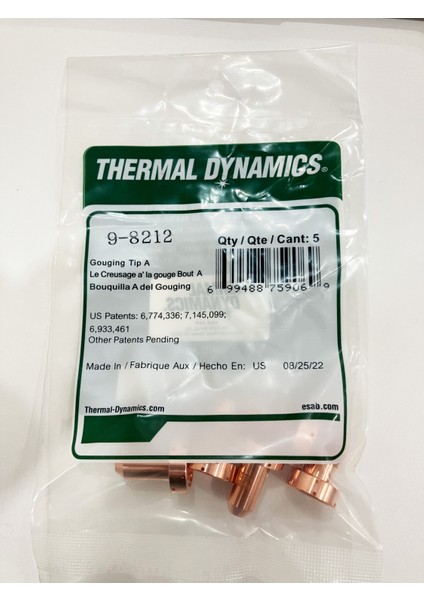 THERMAL DYNAMICS®
9-8212
Qty / Qte / Cant: 5
Gouging Tip A
Le Creusage a' la gouge Bout A
Bouquilla A del Gouging
6 99488 75906 9
US Patents: 6,774,336; 7,145,099;
6,933,461
Other Patents Pending
Made In / Fabrique Aux / Hecho En: US 08/25/22
Thermal-Dynamics.com
esab.com